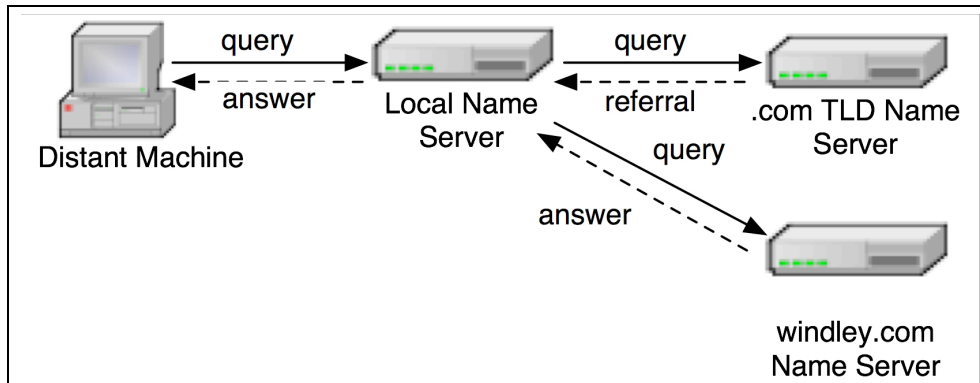 query
answer
Distant Machine
Local Name
Server
query
referral
.com TLD Name
Server
query
answer
windley.com
Name Server